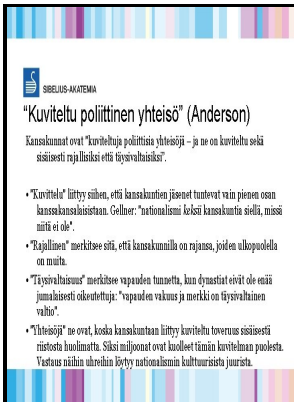 SIBELIUS-AKATEMIA
“Kuviteltu poliittinen yhteisö” (Anderson)
Kansakunnat ovat "kuviteltuja poliittisia yhteisöjä – ja ne on kuviteltu sekä
sisäisesti rajallisiksi että täysivaltaisiksi".
• "Kuvittelu" liittyy siihen, että kansakuntien jäsenet tuntevat vain pienen osan
kanssakansalaisistaan. Gellner: "nationalismi keksii kansakuntia siellä, missä
niitä ei ole".
• "Rajallinen" merkitsee sitä, että kansakunnilla on rajansa, joiden ulkopuolella
on muita.
• "Täysivaltaisuus" merkitsee vapauden tunnetta, kun dynastiat eivät ole enää
jumalaisesti oikeutettuja: "vapauden vakuus ja merkki on täysivaltainen
valtio".
• "Yhteisöjä" ne ovat, koska kansakuntaan liittyy kuviteltu toveruus sisäisestä
riistosta huolimatta. Siksi miljoonat ovat kuolleet tämän kuvitelman puolesta.
Vastaus näihin uhreihin löytyy nationalismin kulttuurisista juurista.